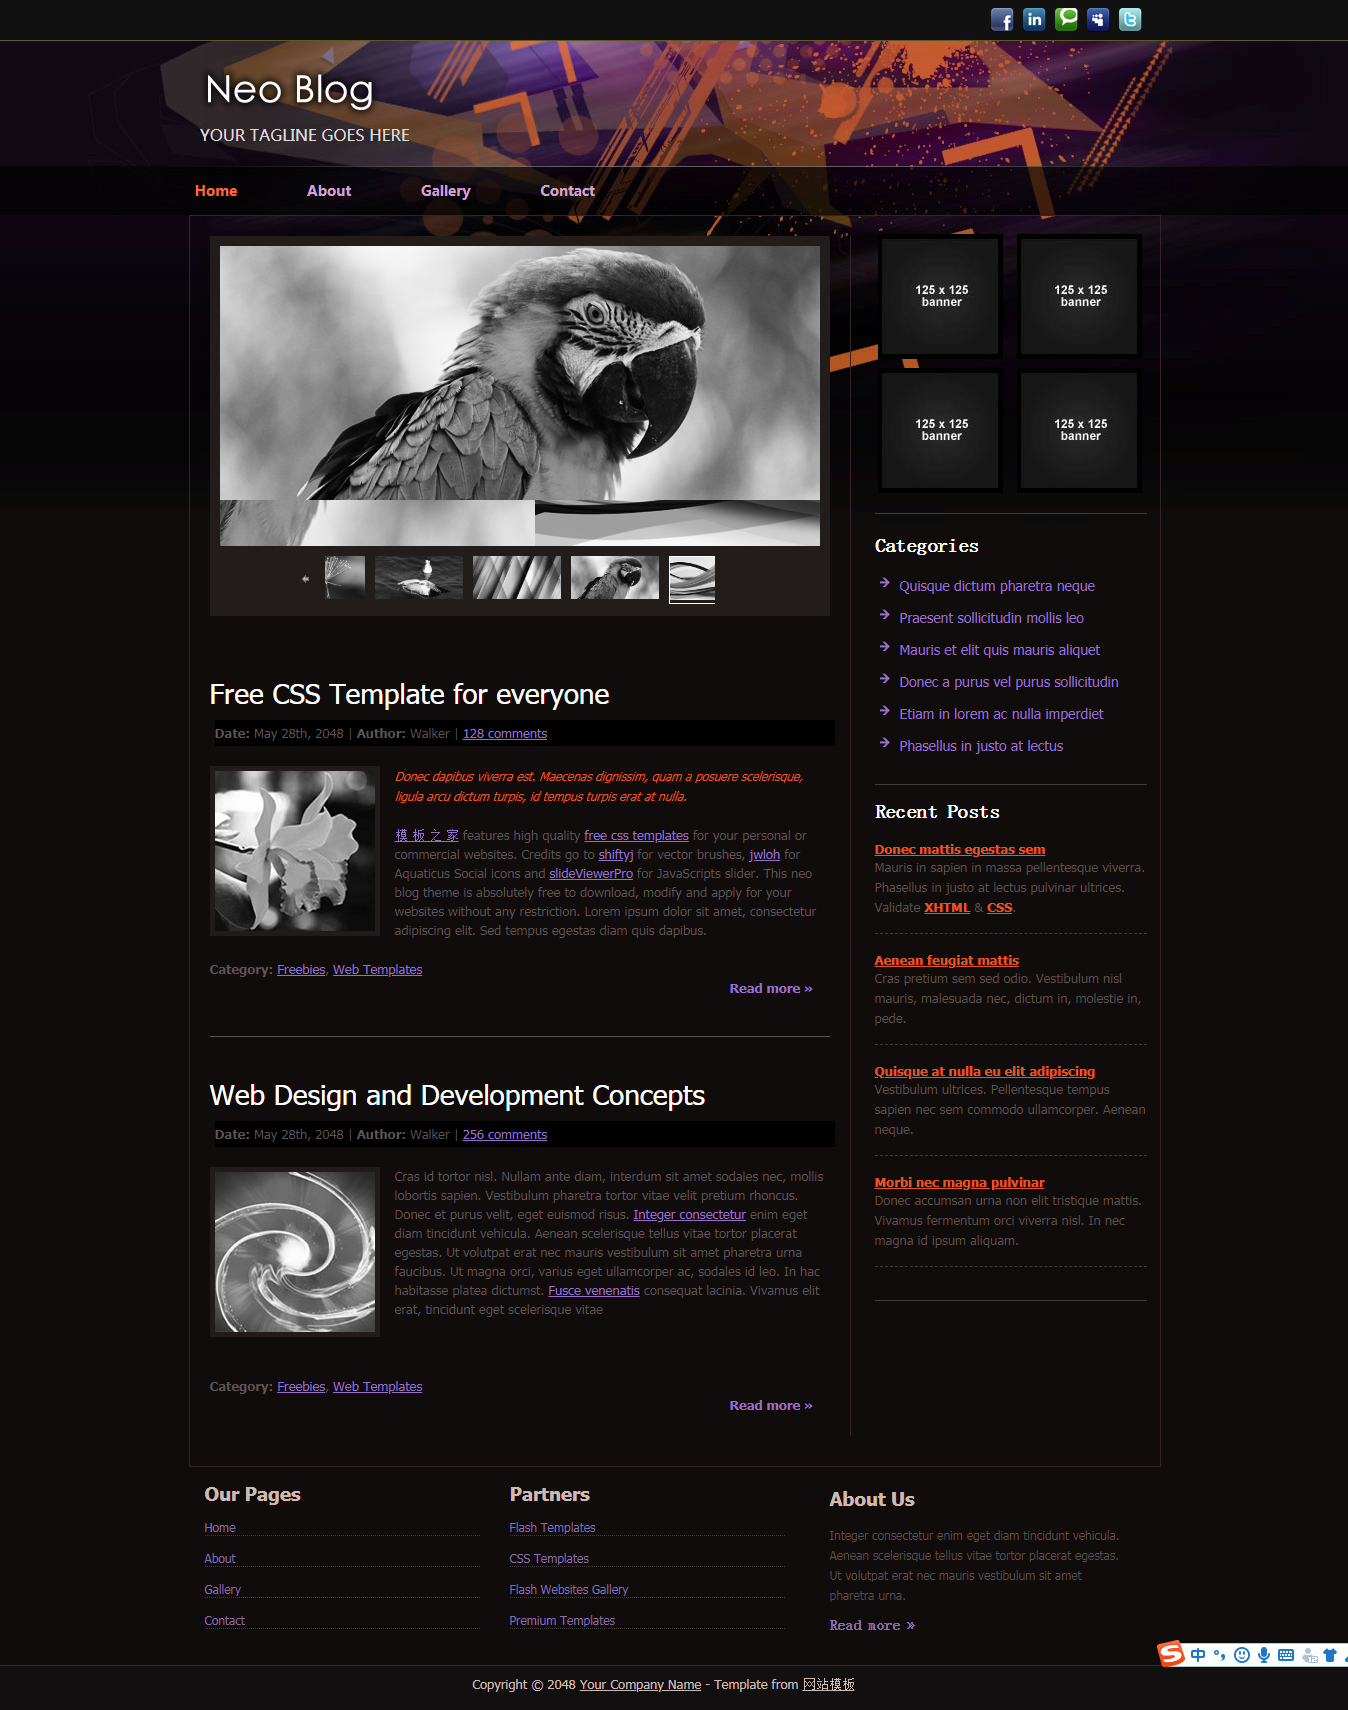 Neo Blog
YOUR TAGLINE GOES HERE
Home About Gallery Contact
125 x 125
banner
125 x 125
banner
125 x 125
banner
125 x 125
banner
Categories
Quisque dictum pharetra neque
Praesent sollicitudin mollis leo
Mauris et elit quis mauris aliquet
Donec a purus vel purus sollicitudin
Etiam in lorem ac nulla imperdiet
Phasellus in justo at lectus
Free CSS Template for everyone
Date: May 28th, 2048 | Author: Walker | 128 comments
Donec dapibus viverra est. Maecenas dignissim, quam a posuere scelerisque,
ligula arcu dictum turpis, id tempus turpis erat at nulla.
模板之家 features high quality free css templates for your personal or
commercial websites. Credits go to shiftyj for vector brushes, jwloh for
Aquaticus Social icons and slideViewerPro for JavaScripts slider. This neo
blog theme is absolutely free to download, modify and apply for your
websites without any restriction. Lorem ipsum dolor sit amet, consectetur
adipiscing elit. Sed tempus egestas diam quis dapibus.
Category: Freebies, Web Templates
Read more »
Web Design and Development Concepts
Date: May 28th, 2048 | Author: Walker | 256 comments
Cras id tortor nisl. Nullam ante diam, interdum sit amet sodales nec, mollis
lobortis sapien. Vestibulum pharetra tortor vitae velit pretium rhoncus.
Donec et purus velit, eget euismod risus. Integer consectetur enim eget
diam tincidunt vehicula. Aenean scelerisque tellus vitae tortor placerat
egestas. Ut volutpat erat nec mauris vestibulum sit amet pharetra urna
faucibus. Ut magna orci, varius eget ullamcorper ac, sodales id leo. In hac
habitasse platea dictumst. Fusce venenatis consequat lacinia. Vivamus elit
erat, tincidunt eget scelerisque vitae
Category: Freebies, Web Templates
Read more »
Recent Posts
Donec mattis egestas sem
Mauris in sapien in massa pellentesque viverra.
Phasellus in justo at lectus pulvinar ultrices.
Validate XHTML & CSS.
Aenean feugiat mattis
Cras pretium sem sed odio. Vestibulum nisl
mauris, malesuada nec, dictum in, molestie in,
pede.
Quisque at nulla eu elit adipiscing
Vestibulum ultrices. Pellentesque tempus
sapien nec sem commodo ullamcorper. Aenean
neque.
Morbi nec magna pulvinar
Donec accumsan urna non elit tristique mattis.
Vivamus fermentum orci viverra nisl. In nec
magna id ipsum aliquam.
Our Pages
Home
About
Gallery
Contact
Partners
Flash Templates
CSS Templates
Flash Websites Gallery
Premium Templates
About Us
Integer consectetur enim eget diam tincidunt vehicula.
Aenean scelerisque tellus vitae tortor placerat egestas.
Ut volutpat erat nec mauris vestibulum sit amet
pharetra urna.
Read more »
中
Copyright © 2048 Your Company Name - Template from 网站模板